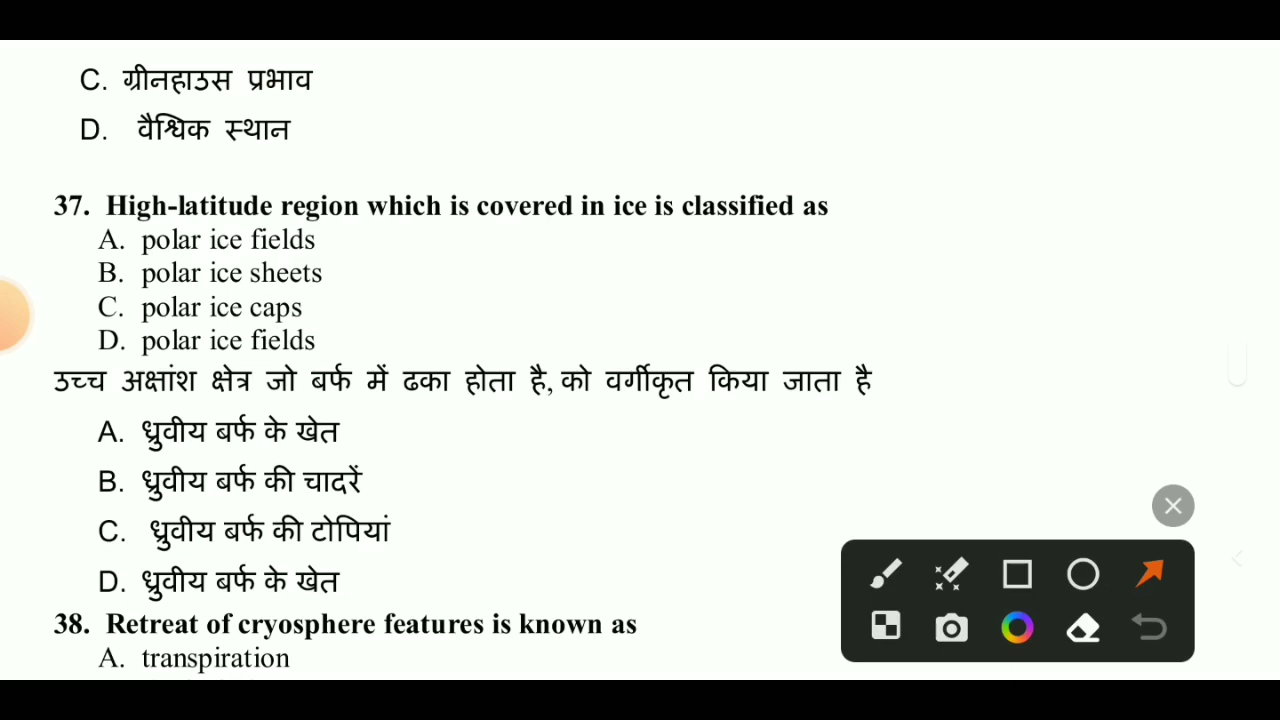 C. ग्रीनहाउस प्रभाव
D. वैश्विक स्थान
37. High-latitude region which is covered in ice is classified as
A. polar ice fields
B. polar ice sheets
C. polar ice caps
D. polar ice fields
उच्च अक्षांश क्षेत्र जो बर्फ में ढका होता है, को वर्गीकृत किया जाता है
A. ध्रुवीय बर्फ के खेत
B. ध्रुवीय बर्फ की चादरें
C. ध्रुवीय बर्फ की टोपियां
D. ध्रुवीय बर्फ के खेत
38. Retreat of cryosphere features is known as
A. transpiration